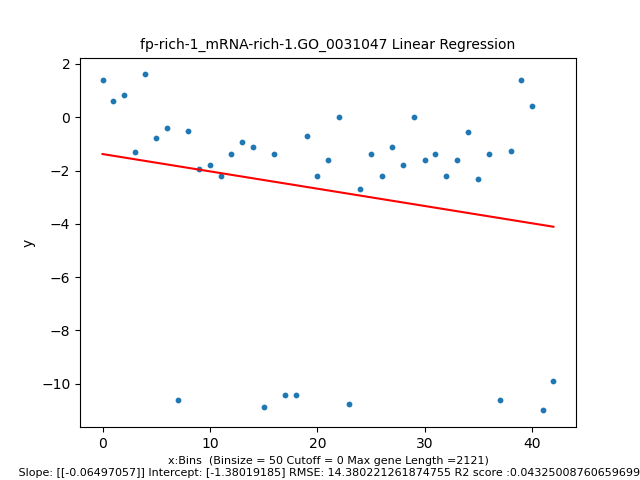 fp-rich-1_mRNA-rich-1.GO_0031047 Linear Regression
2
0
−2
−4
−6
−8
−10
y
0 10 20 30 40
x:Bins (Binsize = 50 Cutoff = 0 Max gene Length =2121)
Slope: [[-0.06497057]] Intercept: [-1.38019185] RMSE: 14.380221261874755 R2 score :0.04325008760659699